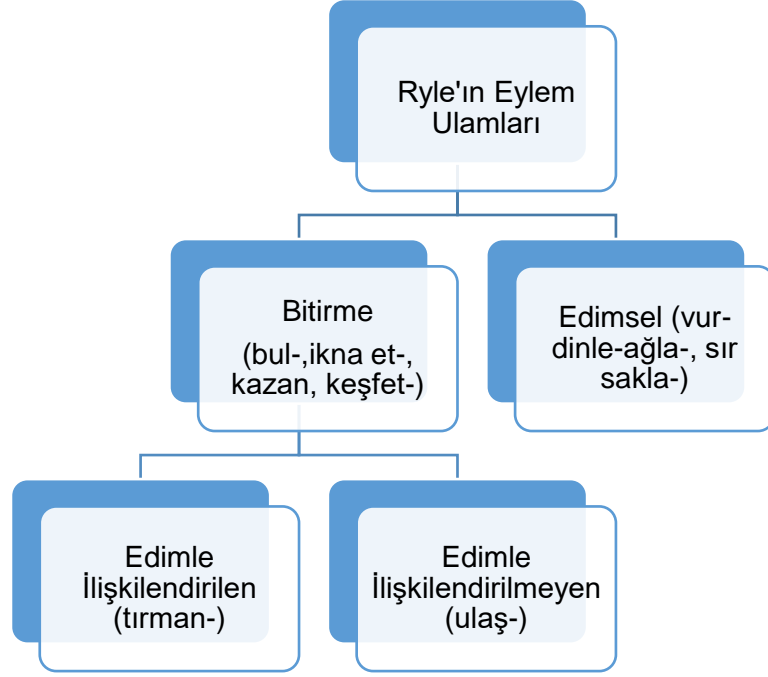 Ryle'ın Eylem
Ulamları
Bitirme
(bul-,ikna et-,
kazan, keşfet-)
Edimsel (vur-
dinle-ağla-, sır
sakla-)
Edimle
İlişkilendirilen
(tırman-)
Edimle
İlişkilendirilmeyen
(ulaş-)